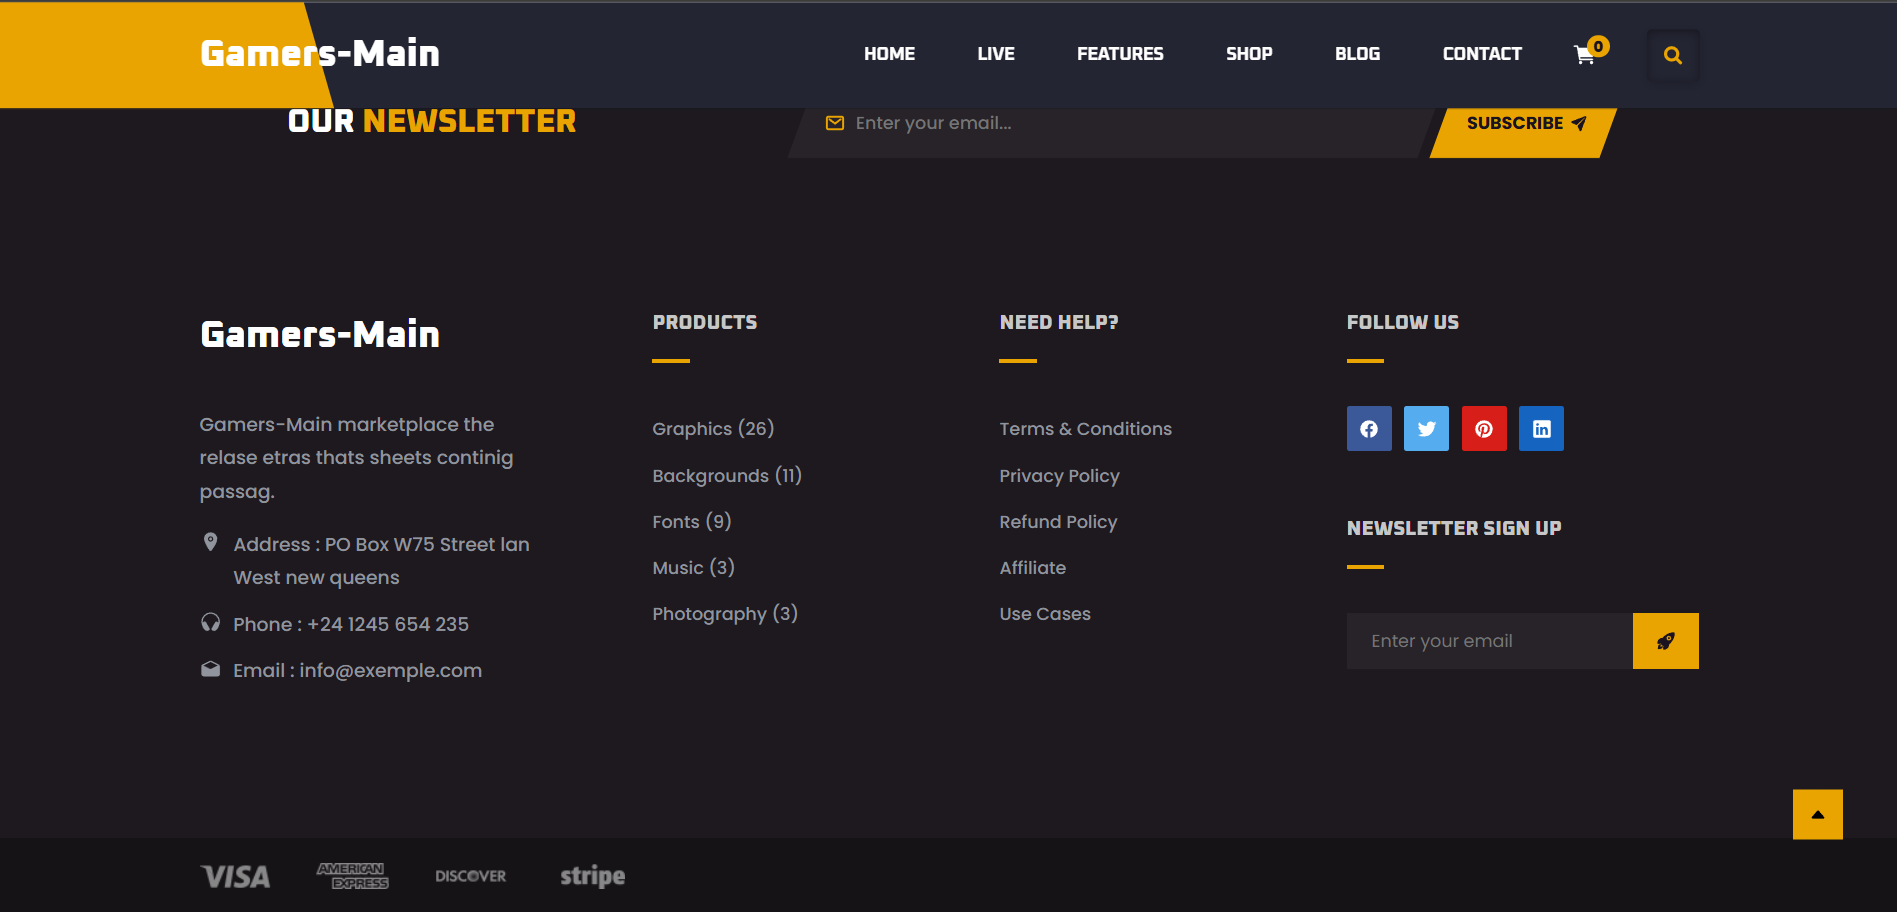 Gamers-Main
HOME LIVE FEATURES SHOP BLOG CONTACT 0
OUR NEWSLETTER
Enter your email...
SUBSCRIBE
Gamers-Main
Gamers-Main marketplace the
relase etras thats sheets continig
passag.
Address : PO Box W75 Street lan
West new queens
Phone : +24 1245 654 235
Email : info@exemple.com
PRODUCTS
Graphics (26)
Backgrounds (11)
Fonts (9)
Music (3)
Photography (3)
NEED HELP?
Terms & Conditions
Privacy Policy
Refund Policy
Affiliate
Use Cases
FOLLOW US
NEWSLETTER SIGN UP
Enter your email
VISA
AMERICAN
EXPRESS
DISCOVER
stripe